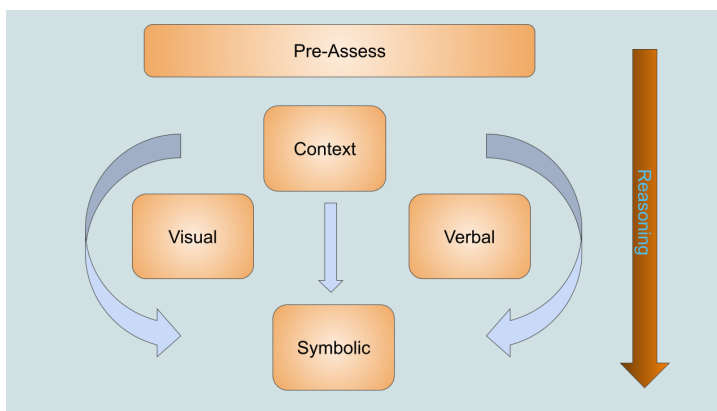 Pre-Assess
Context
Visual
Verbal
Symbolic
Reasoning